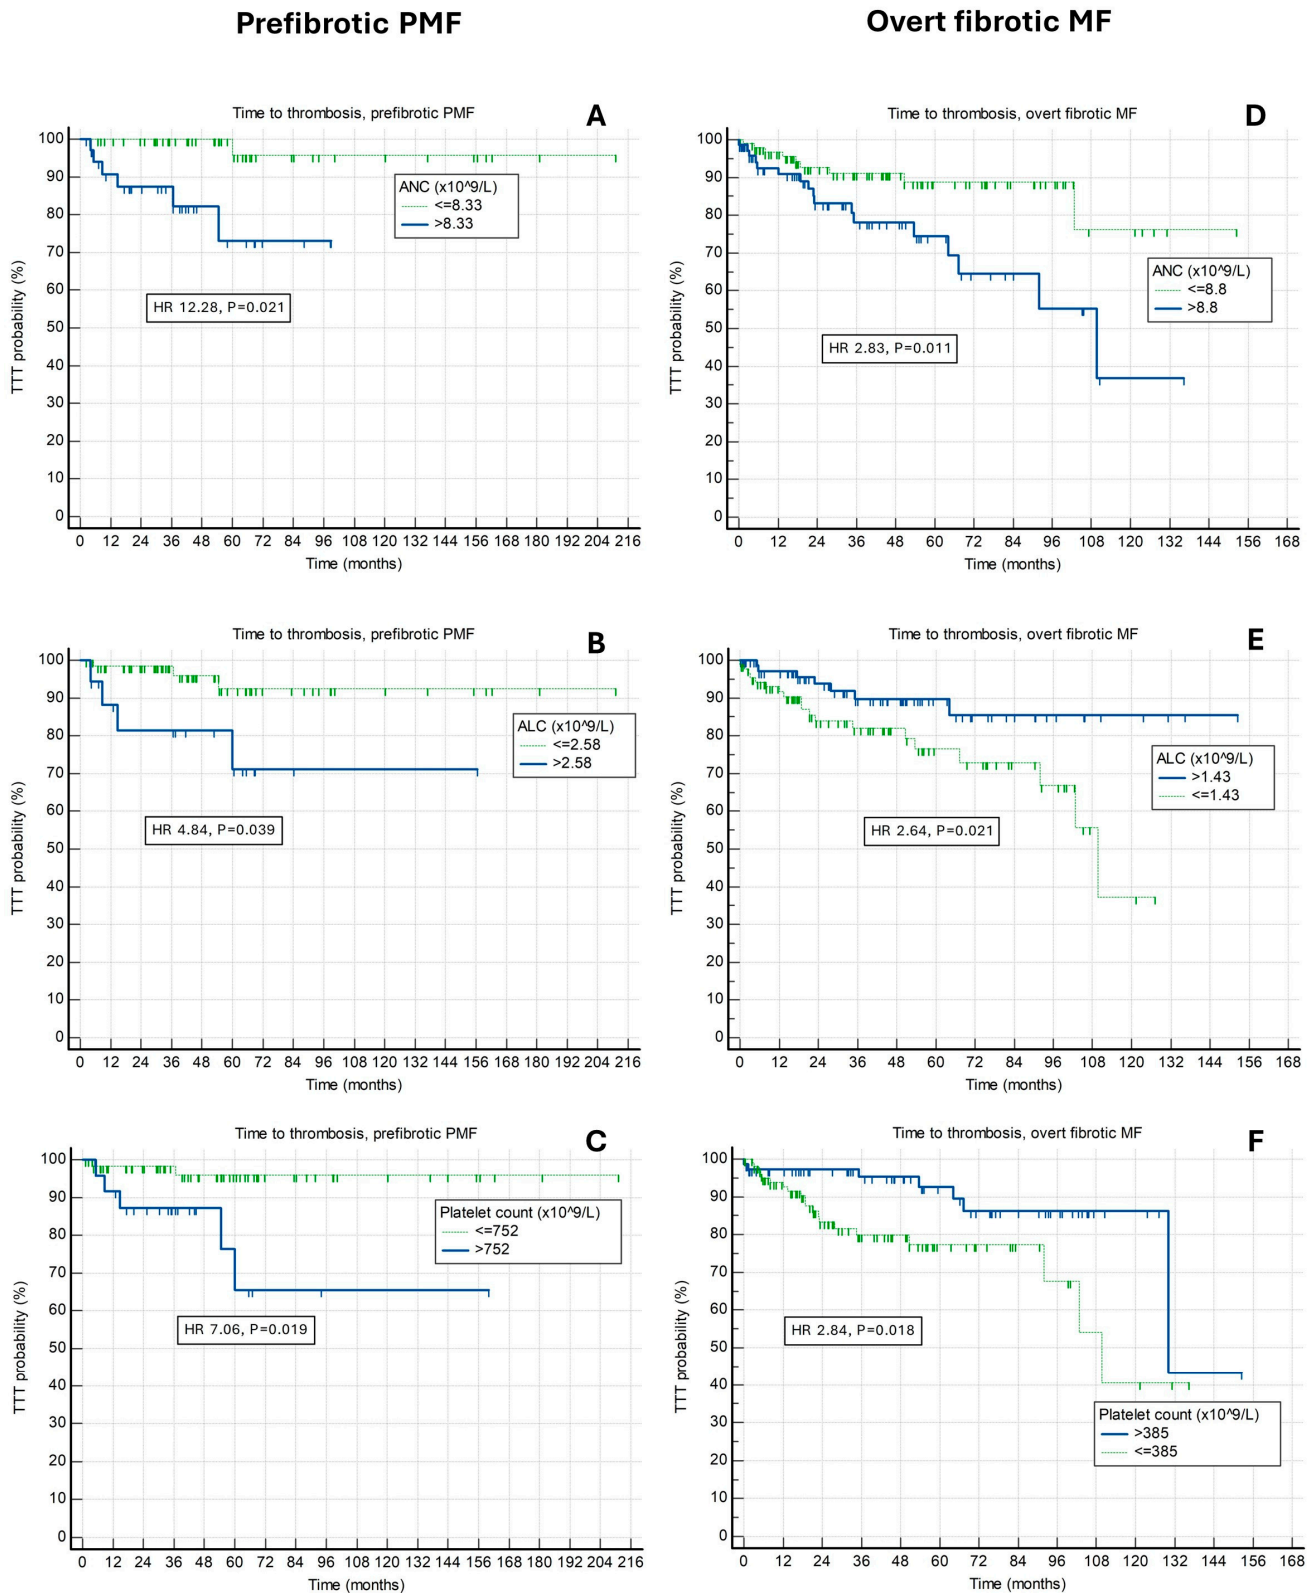 Prefibrotic PMF
Overt fibrotic MF
Time to thrombosis, prefibrotic PMF
A
TTT probability (%)
100
90
80
70
60
50
40
30
20
10
0
ANC (x10^9/L)
<=8.33
>8.33
HR 12.28, P=0.021
0 12 24 36 48 60 72 84 96 108 120 132 144 156 168 180 192 204 216
Time (months)
Time to thrombosis, overt fibrotic MF
D
TTT probability (%)
100
90
80
70
60
50
40
30
20
10
0
ANC (x10^9/L)
<=8.8
>8.8
HR 2.83, P=0.011
0 12 24 36 48 60 72 84 96 108 120 132 144 156 168
Time (months)
Time to thrombosis, prefibrotic PMF
B
TTT probability (%)
100
90
80
70
60
50
40
30
20
10
0
ALC (x10^9/L)
<=2.58
>2.58
HR 4.84, P=0.039
0 12 24 36 48 60 72 84 96 108 120 132 144 156 168 180 192 204 216
Time (months)
Time to thrombosis, overt fibrotic MF
E
TTT probability (%)
100
90
80
70
60
50
40
30
20
10
0
ALC (x10^9/L)
>1.43
<=1.43
HR 2.64, P=0.021
0 12 24 36 48 60 72 84 96 108 120 132 144 156 168
Time (months)
Time to thrombosis, prefibrotic PMF
C
TTT probability (%)
100
90
80
70
60
50
40
30
20
10
0
Platelet count (x10^9/L)
<=752
>752
HR 7.06, P=0.019
0 12 24 36 48 60 72 84 96 108 120 132 144 156 168 180 192 204 216
Time (months)
Time to thrombosis, overt fibrotic MF
F
TTT probability (%)
100
90
80
70
60
50
40
30
20
10
0
HR 2.84, P=0.018
Platelet count (x10^9/L)
>385
<=385
0 12 24 36 48 60 72 84 96 108 120 132 144 156 168
Time (months)